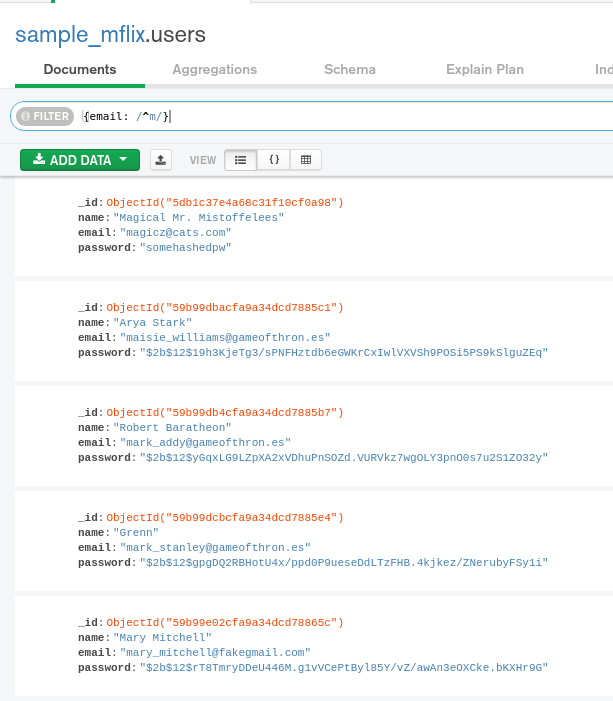 sample_mflix.users
Documents Aggregations Schema Explain Plan Ind
FILTER {email: /^m/}
ADD DATA VIEW {}
_id: ObjectId("5db1c37e4a68c31f10cf0a98")
name: "Magical Mr. Mistoffelees"
email: "magicz@cats.com"
password: "somehashedpw"
_id: ObjectId("59b99dbacfa9a34dcd7885c1")
name: "Arya Stark"
email: "maisie_williams@gameofthron.es"
password: "$2b$12$19h3KjeTg3/sPNFHztdb6eGWKrCxIwlVXVSh9POSi5PS9kSlguZEq"
_id: ObjectId("59b99db4cfa9a34dcd7885b7")
name: "Robert Baratheon"
email: "mark_addy@gameofthron.es"
password: "$2b$12$yGqxLG9LZpXA2xVDhuPnSOZd.VURVkz7wgOLY3pnO0s7u2S1ZO32y"
_id: ObjectId("59b99dcbcfa9a34dcd7885e4")
name: "Grenn"
email: "mark_stanley@gameofthron.es"
password: "$2b$12$gpgDQ2RBHotU4x/ppd0P9ueseDdLTzFHB.4kjkez/ZNerubyFSy1i"
_id: ObjectId("59b99e02cfa9a34dcd78865c")
name: "Mary Mitchell"
email: "mary_mitchell@fakegmail.com"
password: "$2b$12$rT8TmryDDeU446M.g1vVCePtByl85Y/vZ/awAn3eOXCke.bKXHr9G"